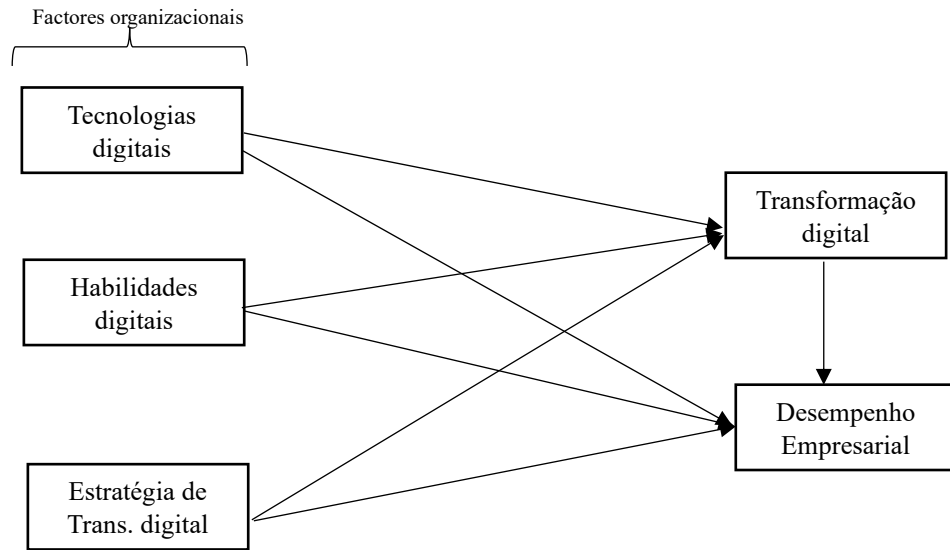 Factores organizacionais
Tecnologias
digitais
Transformação
digital
Habilidades
digitais
Desempenho
Empresarial
Estratégia de
Trans. digital